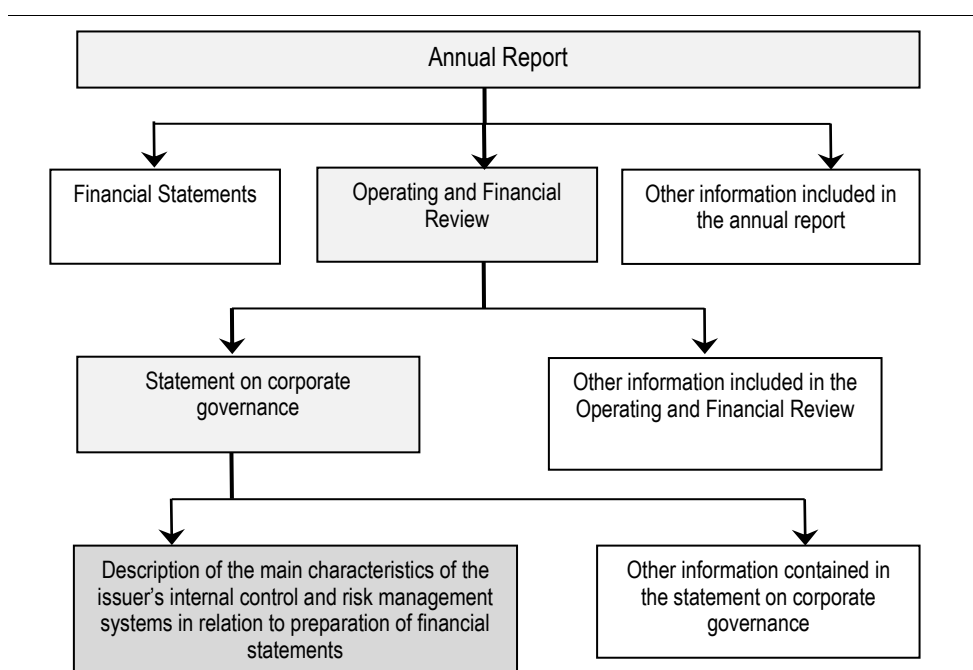 Annual Report
Financial Statements
Operating and Financial
Review
Other information included in
the annual report
Statement on corporate
governance
Other information included in the
Operating and Financial Review
Description of the main characteristics of the
issuer’s internal control and risk management
systems in relation to preparation of financial
statements
Other information contained in
the statement on corporate
governance